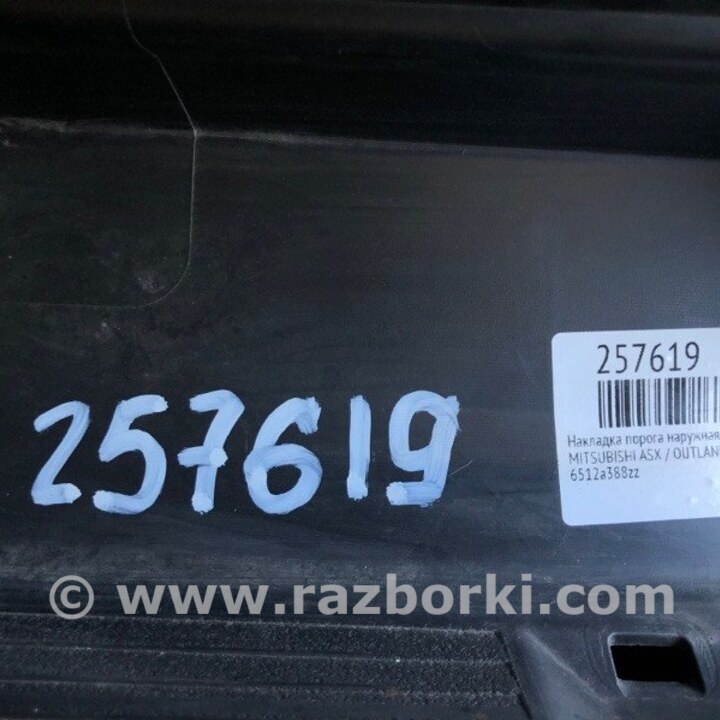 257619
257619
Накладка порога наружная
MITSUBISHI ASX / OUTLAN
6512a388zz
© www.razborki.com